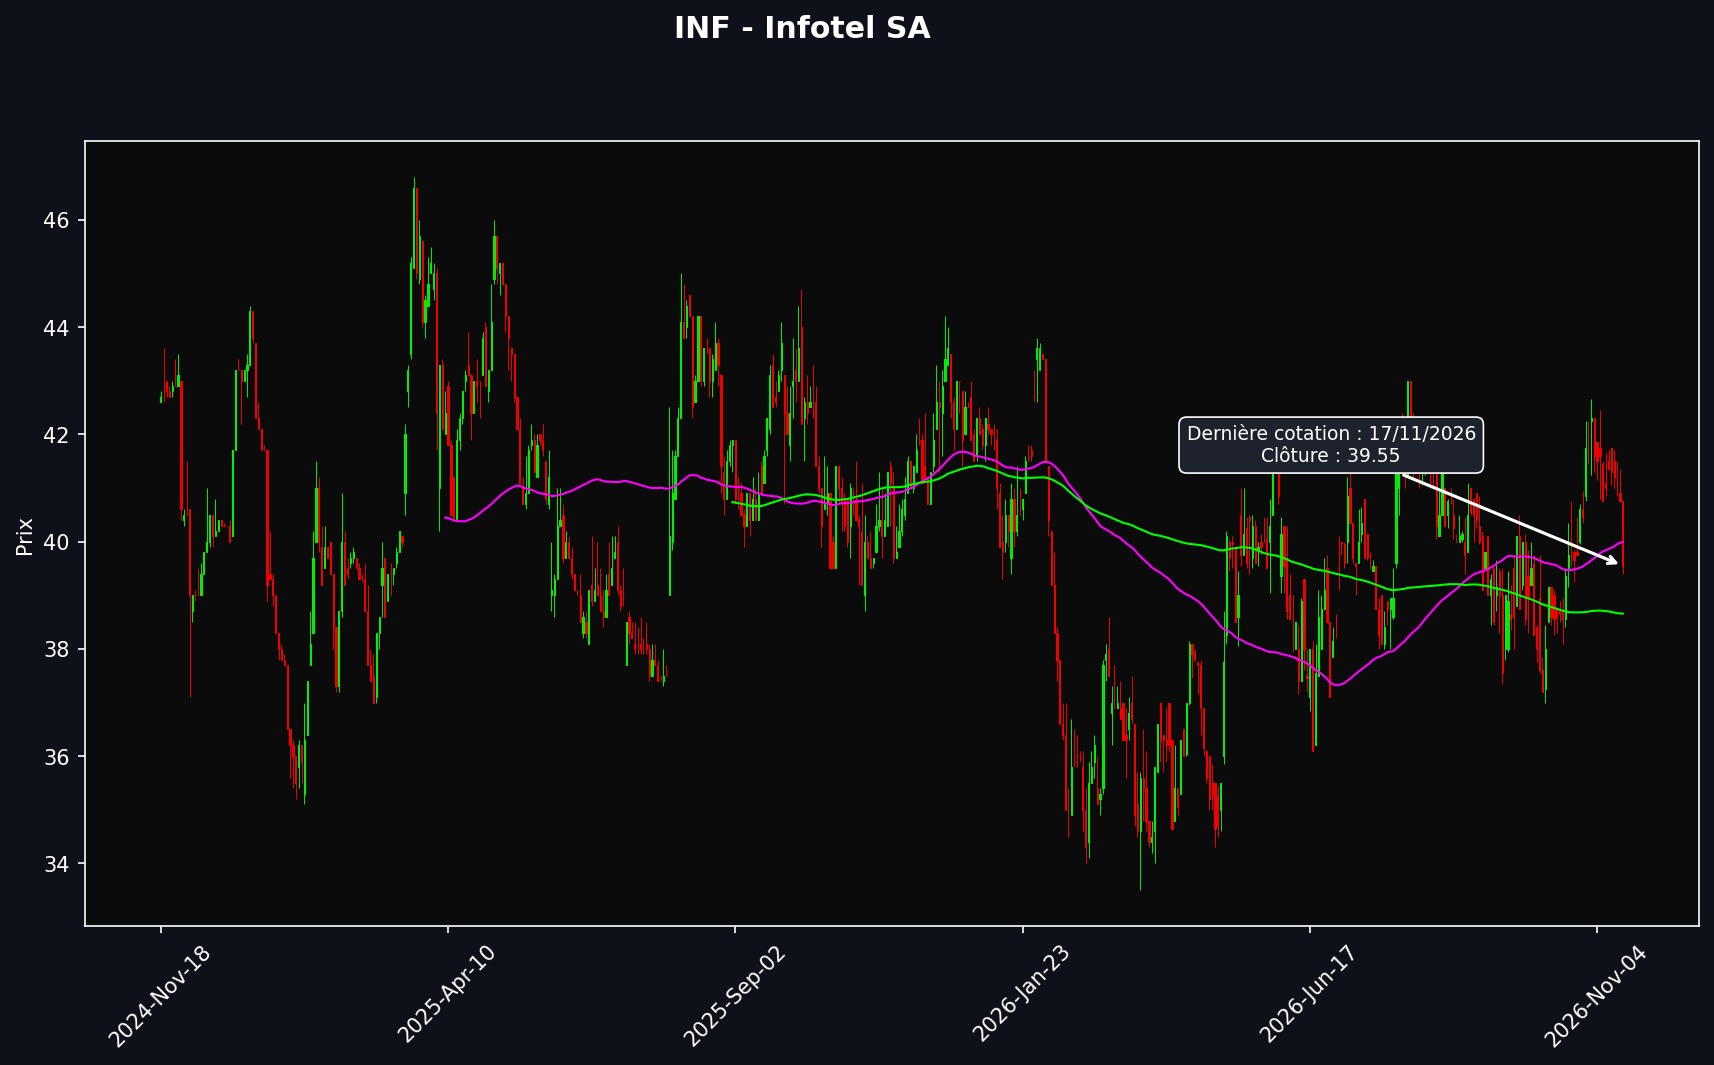 INF - Infotel SA
Prix
46
44
42
40
38
36
34
Dernière cotation : 17/11/2026
Clôture : 39.55
2024-Nov-18
2025-Apr-10
2025-Sep-02
2026-Jan-23
2026-Jun-17
2026-Nov-04